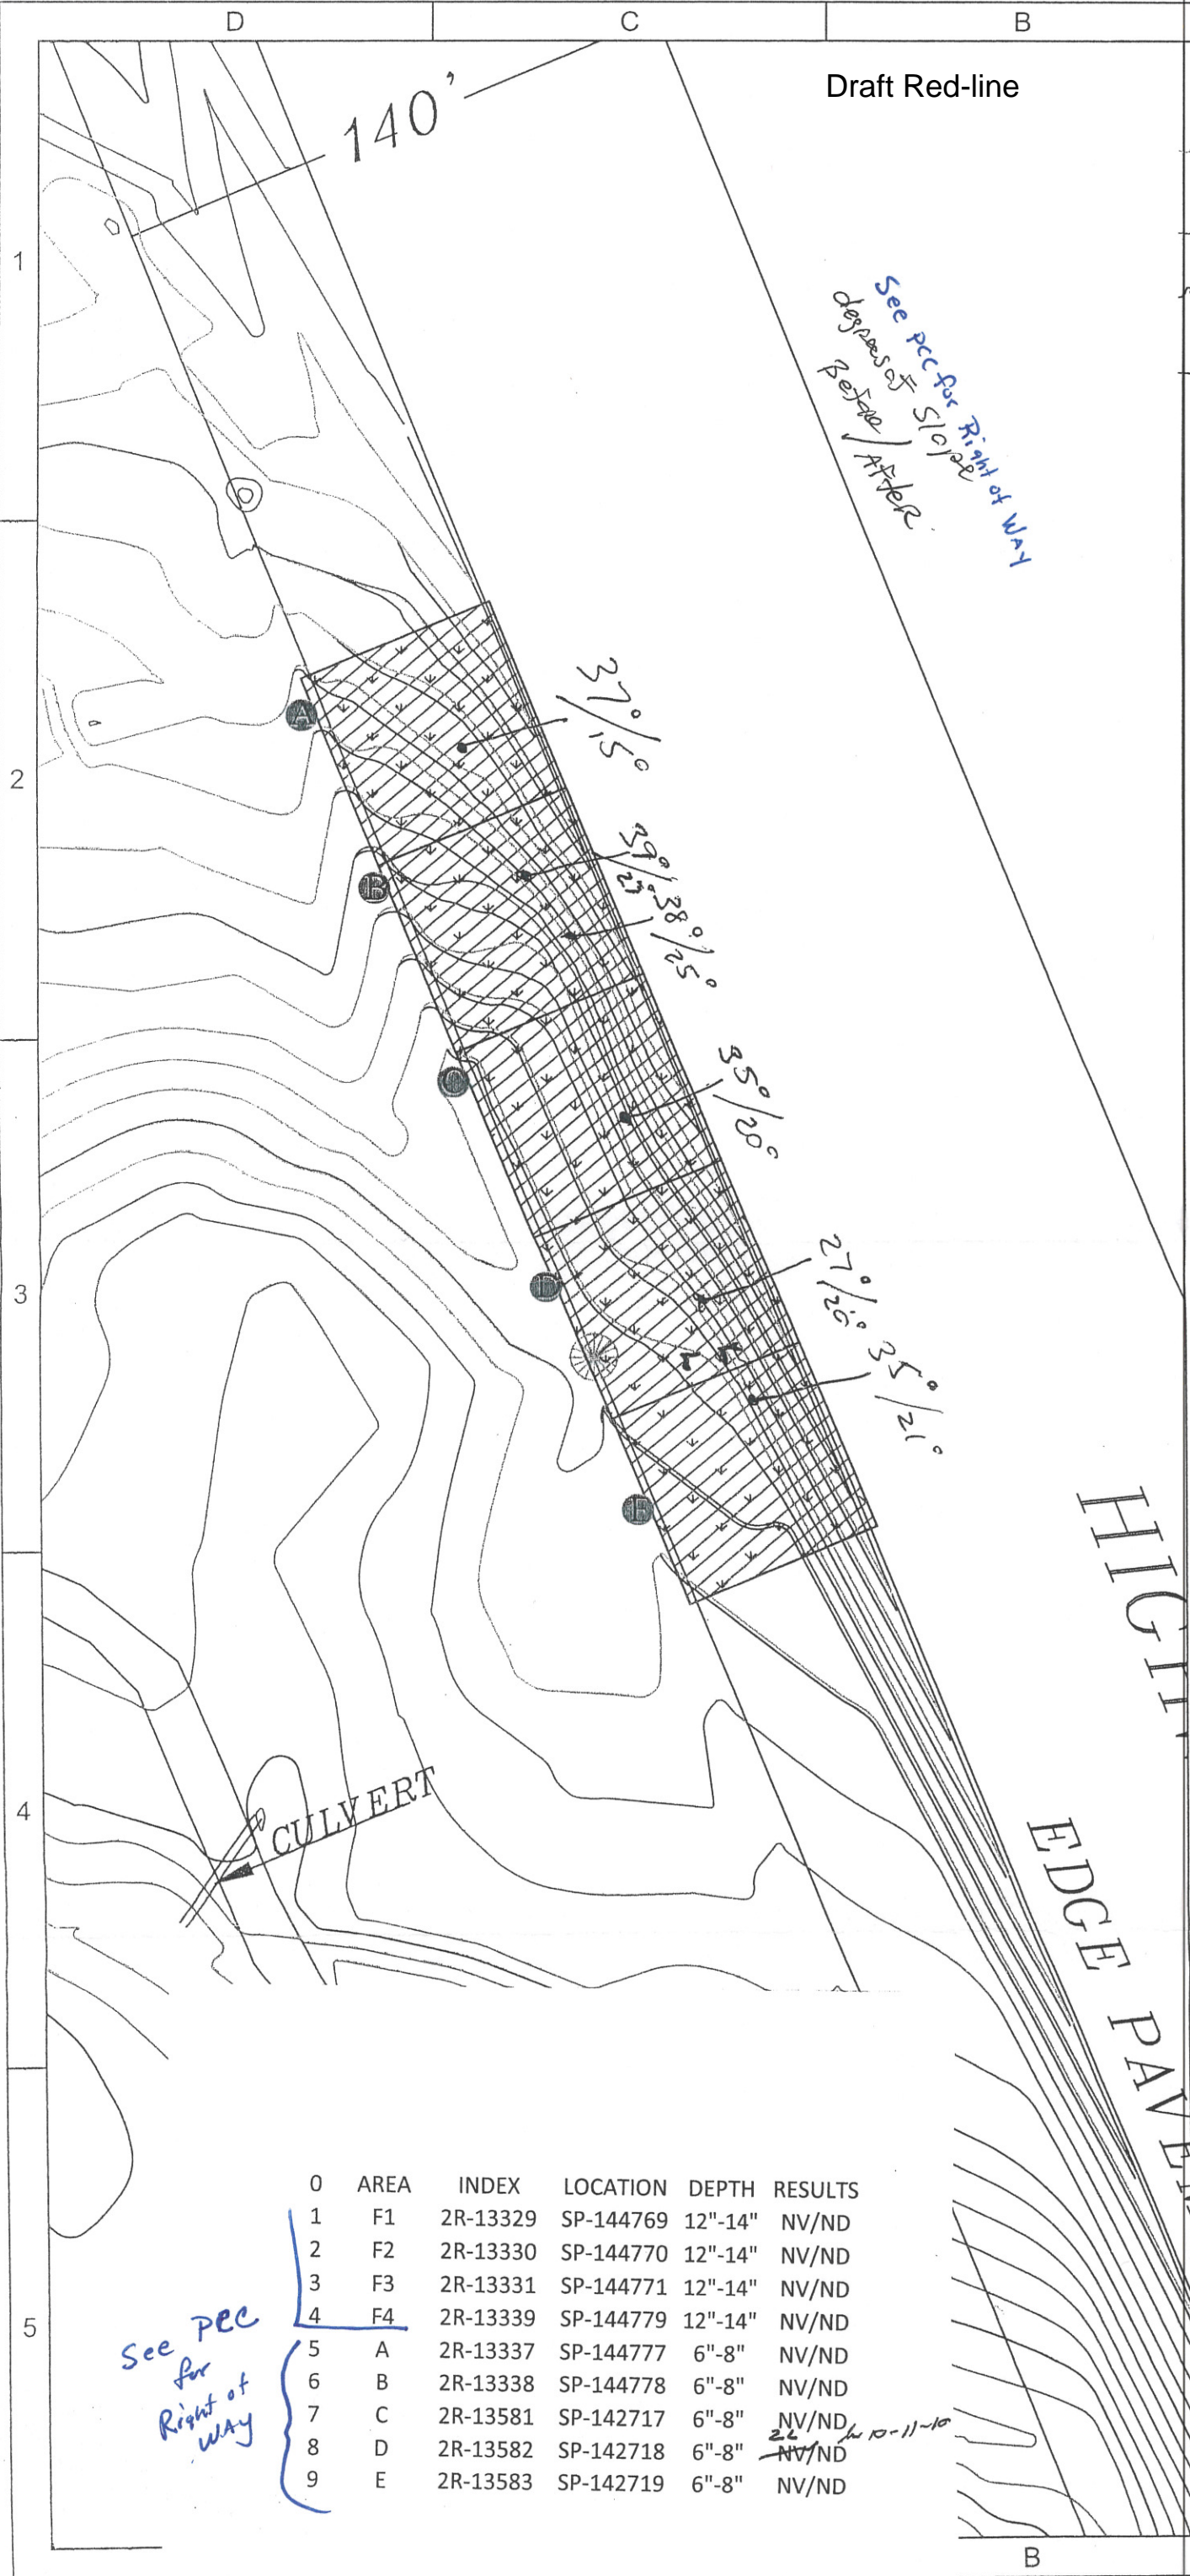 D C B
Draft Red-line
140'
1
See pcc for Right of Way
degrees of Slope
Before / After
A
2
37°/15°
B
39°/
38°/25°
C
35°/20°
3
D
27°/20°
35°/21°
HIGH
4
CULVERT
EDGE PAVEM
0 AREA INDEX LOCATION DEPTH RESULTS
1 F1 2R-13329 SP-144769 12"-14" NV/ND
2 F2 2R-13330 SP-144770 12"-14" NV/ND
3 F3 2R-13331 SP-144771 12"-14" NV/ND
4 F4 2R-13339 SP-144779 12"-14" NV/ND
5 A 2R-13337 SP-144777 6"-8" NV/ND
6 B 2R-13338 SP-144778 6"-8" NV/ND
7 C 2R-13581 SP-142717 6"-8" NV/ND
10-11-10
8 D 2R-13582 SP-142718 6"-8" NV/ND
9 E 2R-13583 SP-142719 6"-8" NV/ND
5
See pcc
for
Right of
Way
B